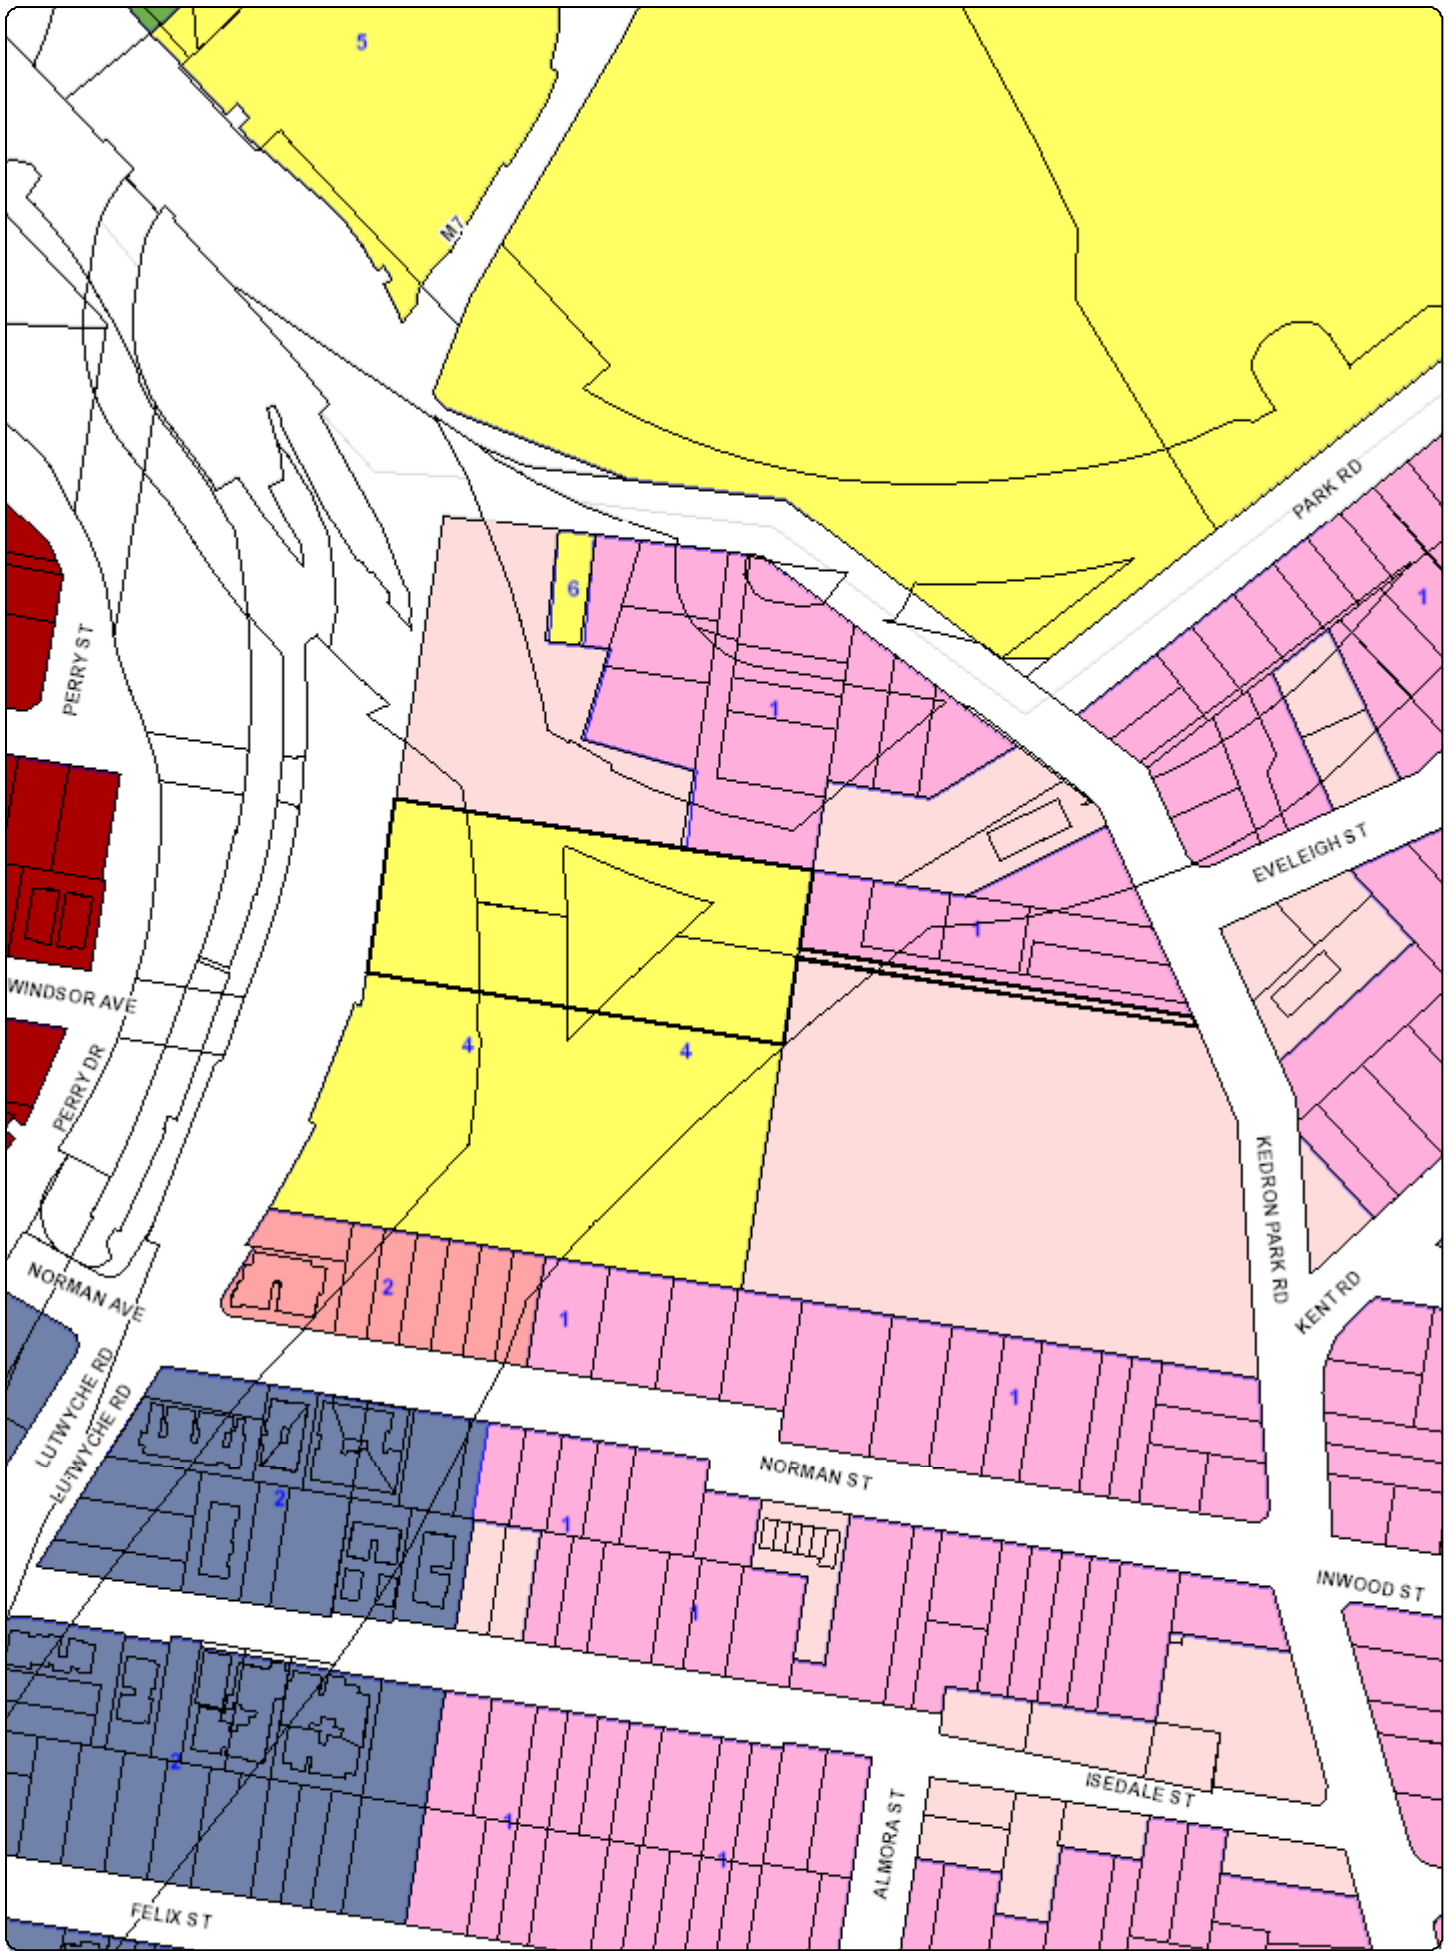 5
M7
PARK RD
6
1
PERRY ST
1
EVELEIGH ST
1
WINDSOR AVE
4
4
PERRY DR
KEDRON PARK RD
NORMAN AVE
2
1
KENT RD
1
LUTWYCHE RD
LUTWYCHE RD
NORMAN ST
2
1
INWOOD ST
1
2
ISEDALE ST
1
ALMORA ST
1
FELIX ST